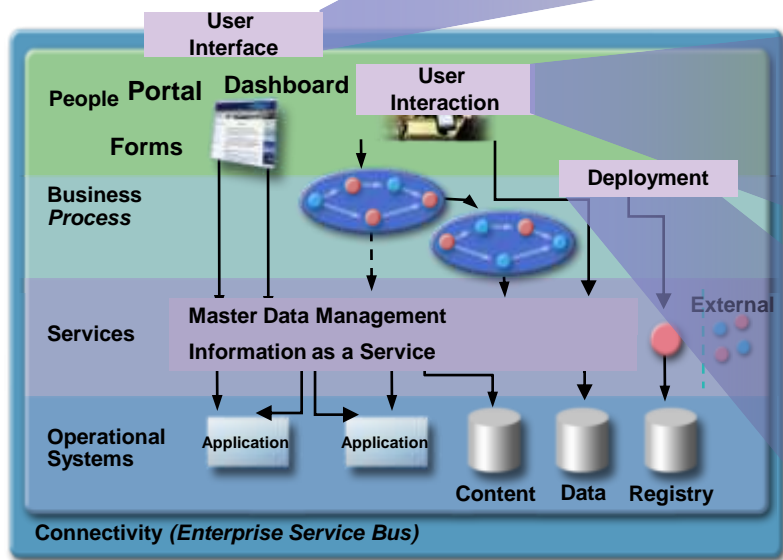 User
Interface
People
Portal
Dashboard
User
Interaction
Forms
Business
Process
Deployment
External
Services
Master Data Management
Information as a Service
Operational
Systems
Application
Application
Content
Data
Registry
Connectivity (Enterprise Service Bus)